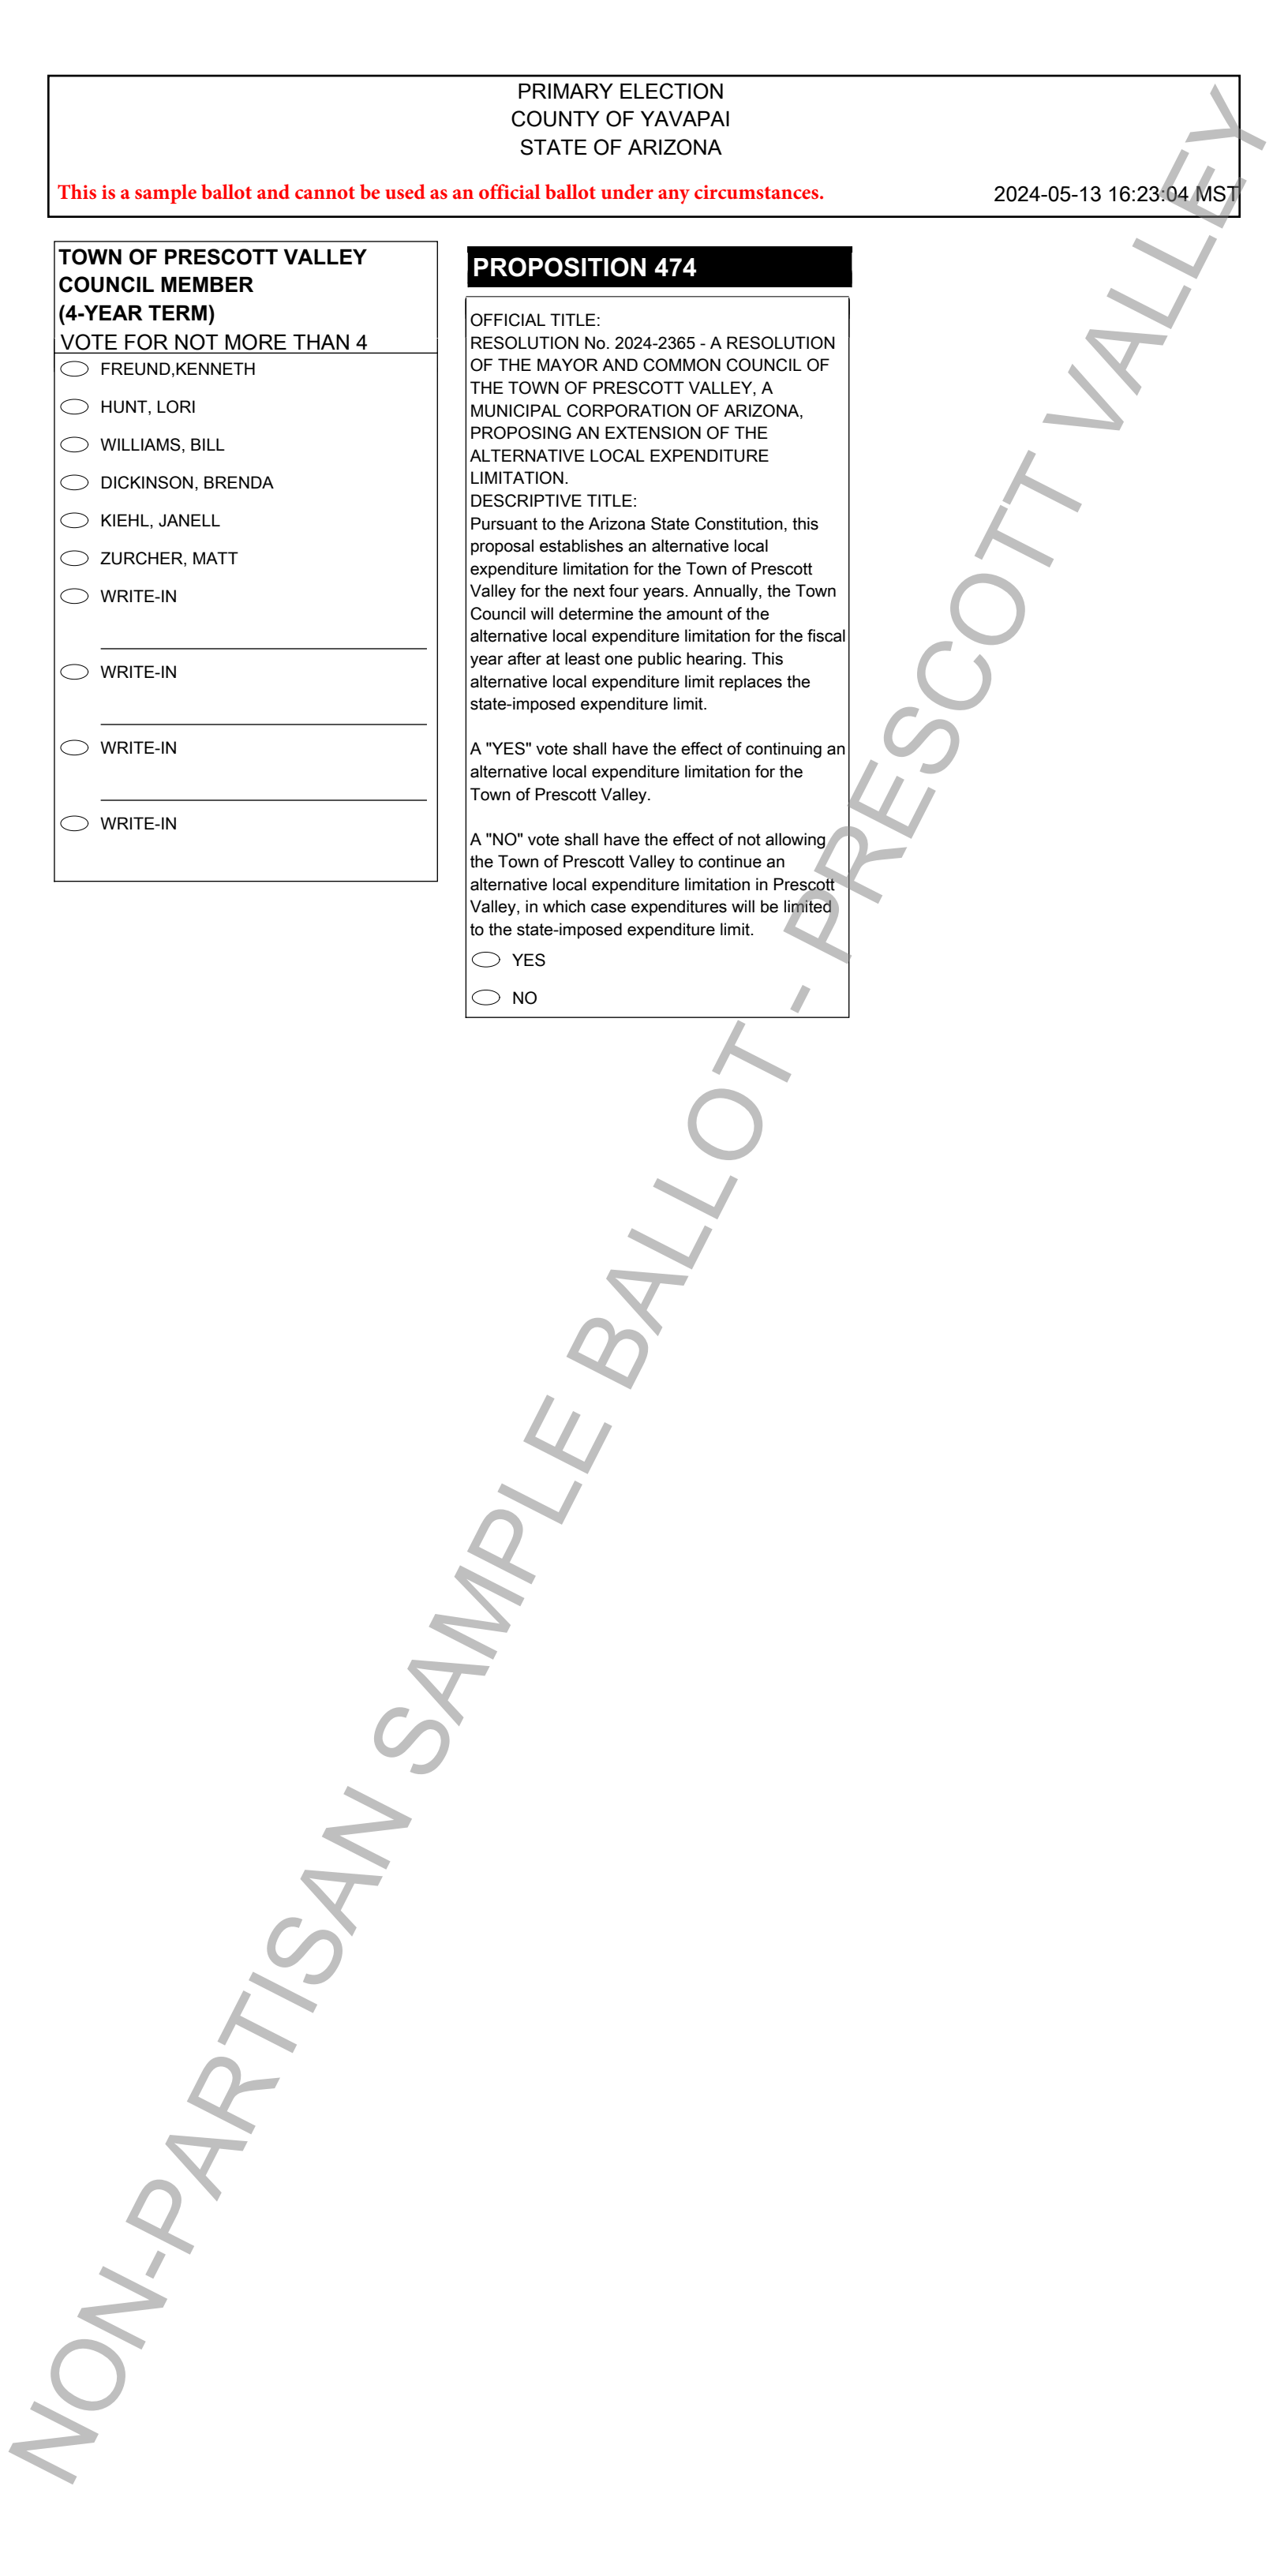 PRIMARY ELECTION
COUNTY OF YAVAPAI
STATE OF ARIZONA
This is a sample ballot and cannot be used as an official ballot under any circumstances.
2024-05-13 16:23:04 MST
TOWN OF PRESCOTT VALLEY
COUNCIL MEMBER
(4-YEAR TERM)
VOTE FOR NOT MORE THAN 4
FREUND,KENNETH
HUNT, LORI
WILLIAMS, BILL
DICKINSON, BRENDA
KIEHL, JANELL
ZURCHER, MATT
WRITE-IN
WRITE-IN
WRITE-IN
WRITE-IN
PROPOSITION 474
OFFICIAL TITLE:
RESOLUTION No. 2024-2365 - A RESOLUTION
OF THE MAYOR AND COMMON COUNCIL OF
THE TOWN OF PRESCOTT VALLEY, A
MUNICIPAL CORPORATION OF ARIZONA,
PROPOSING AN EXTENSION OF THE
ALTERNATIVE LOCAL EXPENDITURE
LIMITATION.
DESCRIPTIVE TITLE:
Pursuant to the Arizona State Constitution, this
proposal establishes an alternative local
expenditure limitation for the Town of Prescott
Valley for the next four years. Annually, the Town
Council will determine the amount of the
alternative local expenditure limitation for the fiscal
year after at least one public hearing. This
alternative local expenditure limit replaces the
state-imposed expenditure limit.
A "YES" vote shall have the effect of continuing an
alternative local expenditure limitation for the
Town of Prescott Valley.
A "NO" vote shall have the effect of not allowing
the Town of Prescott Valley to continue an
alternative local expenditure limitation in Prescott
Valley, in which case expenditures will be limited
to the state-imposed expenditure limit.
YES
NO
NON-PARTISAN SAMPLE BALLOT - PRESCOTT VALLEY